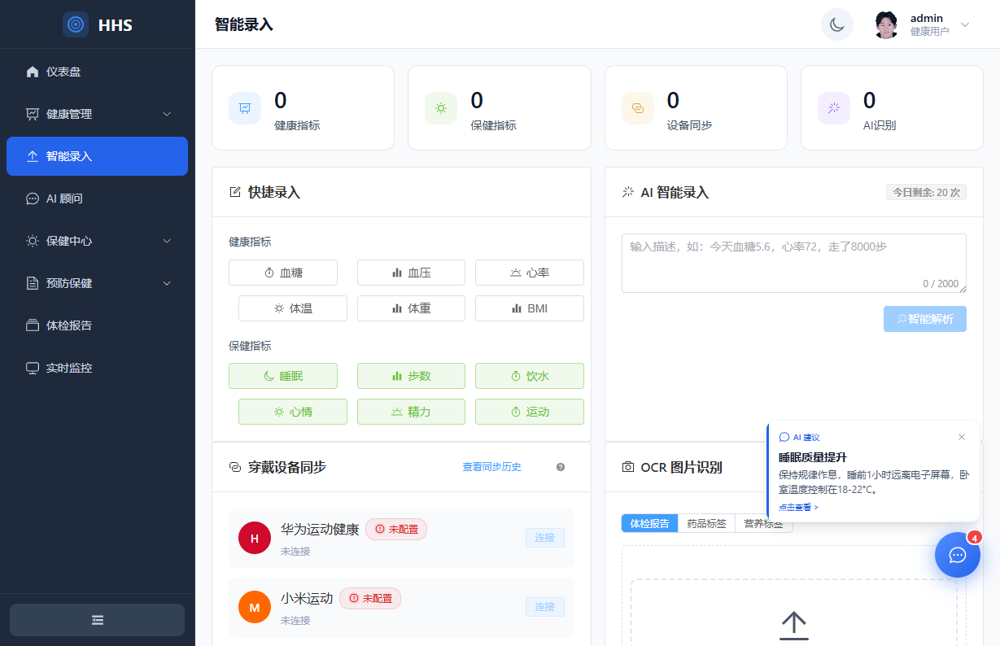 HHS
仪表盘
健康管理
智能录入
AI 顾问
保健中心
预防保健
体检报告
实时监控
智能录入
admin
健康用户
0
健康指标
0
保健指标
0
设备同步
0
AI识别
快捷录入
健康指标
血糖
血压
心率
体温
体重
BMI
保健指标
睡眠
步数
饮水
心情
精力
运动
AI 智能录入
今日剩余: 20 次
输入描述，如：今天血糖5.6，心率72，走了8000步
0 / 2000
智能解析
穿戴设备同步
查看同步历史
H
华为运动健康
未配置
未连接
连接
M
小米运动
未配置
未连接
连接
OCR 图片识别
体检报告
药品标签
营养标签
AI 建议
睡眠质量提升
保持规律作息，睡前1小时远离电子屏幕，卧
室温度控制在18-22°C。
点击查看 >
4